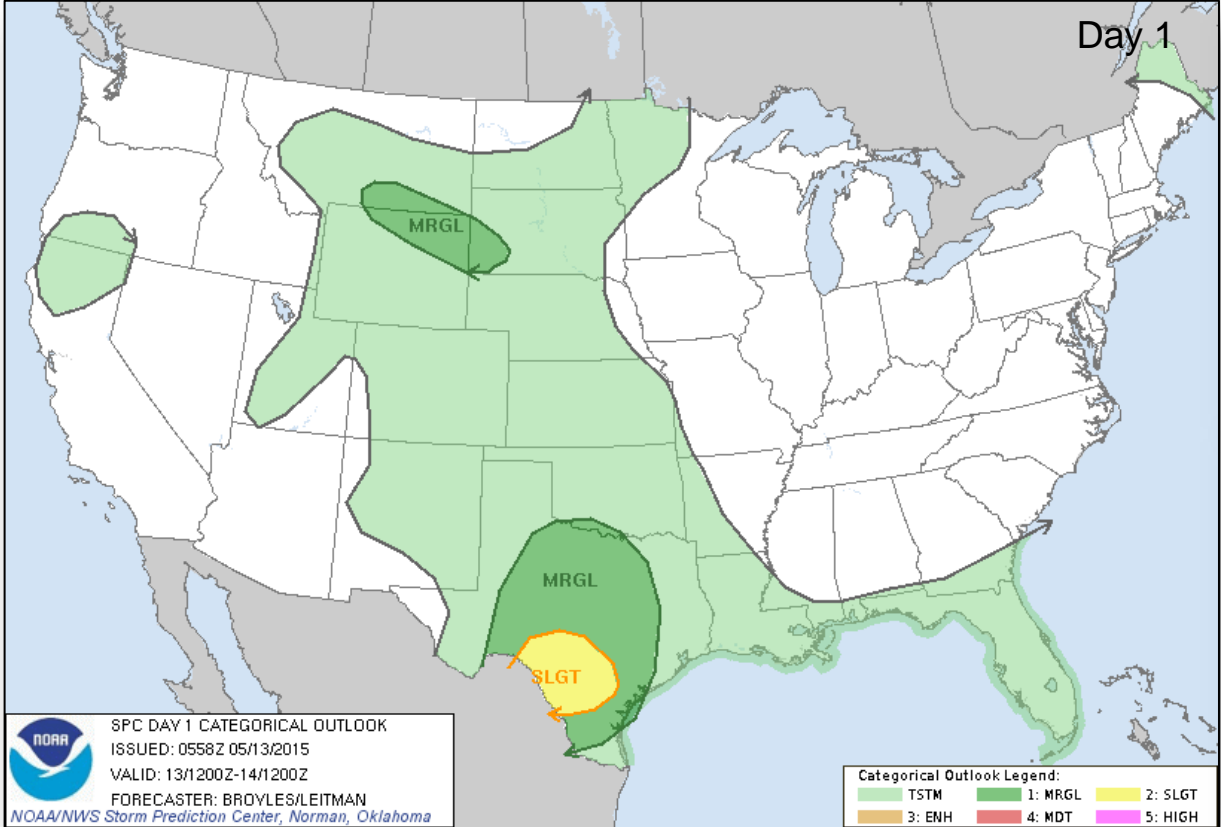 Day 1
MRGL
MRGL
SLGT
NOAA
SPC DAY 1 CATEGORICAL OUTLOOK
ISSUED: 0558Z 05/13/2015
VALID: 13/1200Z-14/1200Z
FORECASTER: BROYLES/LEITMAN
NOAA/NWS Storm Prediction Center, Norman, Oklahoma
Categorical Outlook Legend:
TSTM 1: MRGL 2: SLGT
3: ENH 4: MDT 5: HIGH